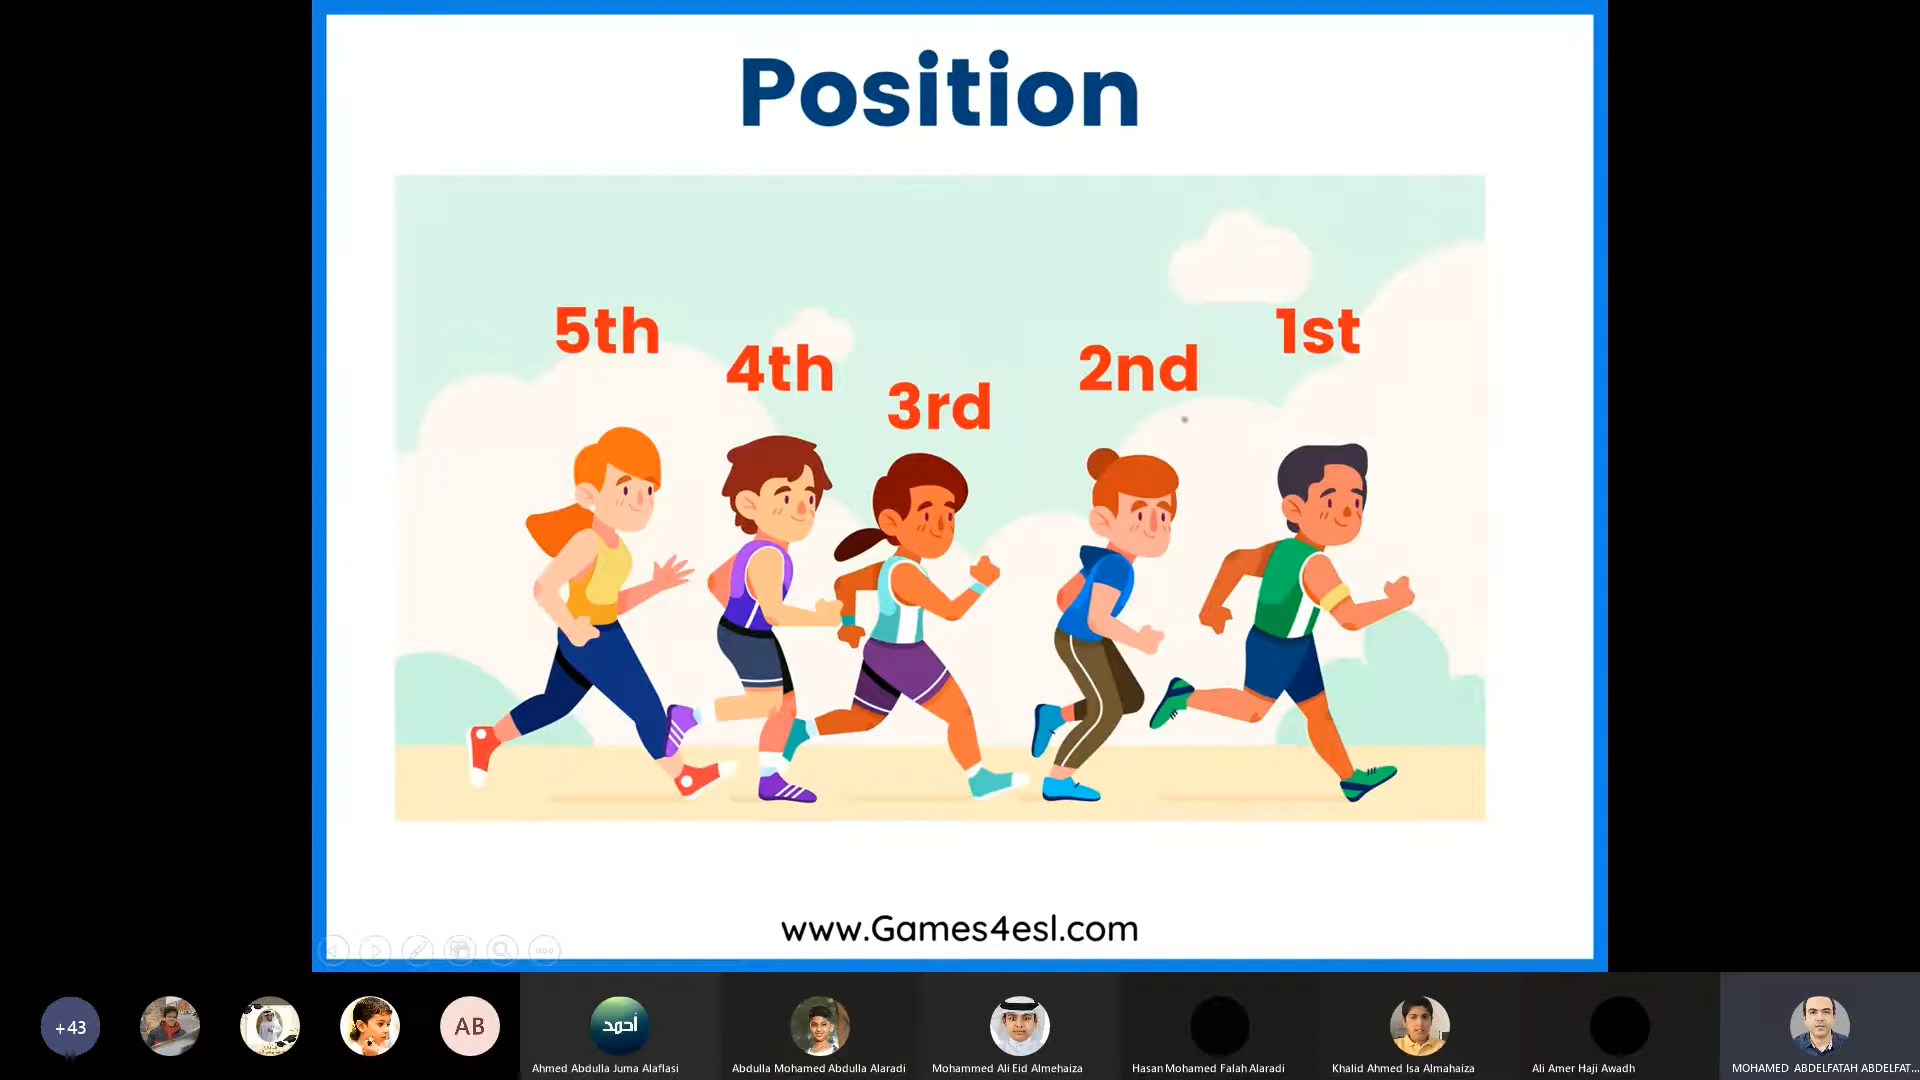 Position
5th
4th
3rd
2nd
1st
www.Games4esl.com
+43
AB
أحمد
Ahmed Abdulla Juma Alaflasi
Abdulla Mohamed Abdulla Alaradi
Mohammed Ali Eid Almehaiza
Hasan Mohamed Falah Alaradi
Khalid Ahmed Isa Almahaiza
Ali Amer Haji Awadh
MOHAMED ABDELFATAH ABDELFAT...